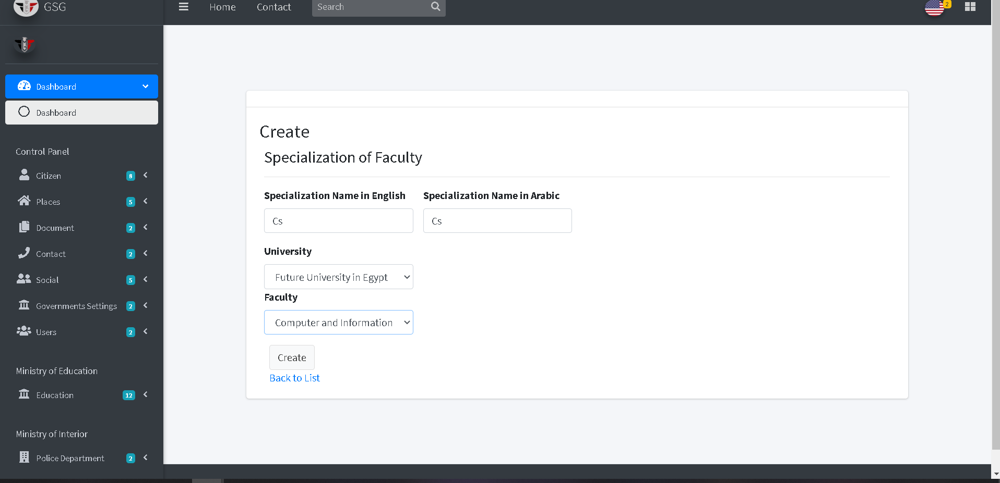 GSG
Home
Contact
Search
2
Dashboard
Dashboard
Control Panel
Citizen 8
Places 5
Document 2
Contact 2
Social 5
Governments Settings 2
Users 2
Ministry of Education
Education 12
Ministry of Interior
Police Department 2
Create
Specialization of Faculty
Specialization Name in English
Specialization Name in Arabic
Cs
Cs
University
Future University in Egypt
Faculty
Computer and Information
Create
Back to List